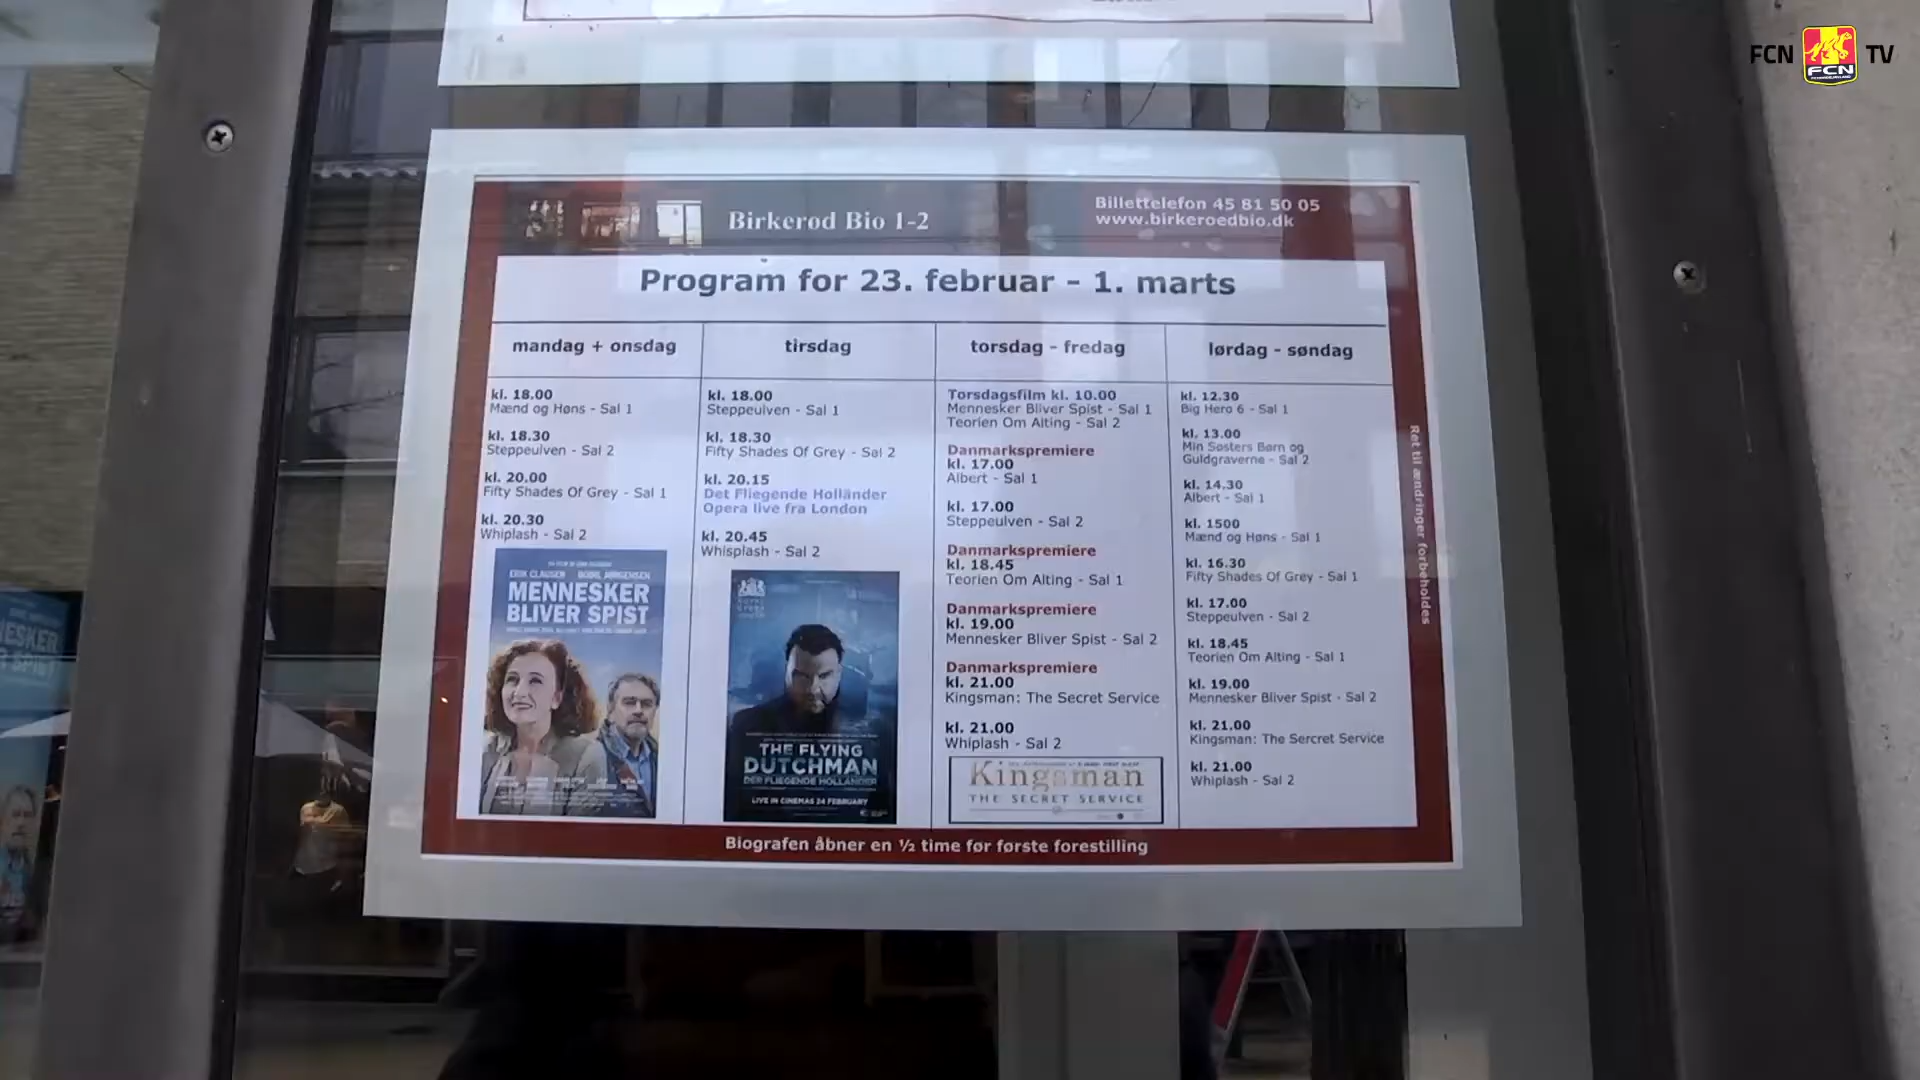 FCN
FCN
TV
Birkerød Bio 1-2
Billettelefon 45 81 50 05
www.birkeroedbio.dk
Program for 23. februar - 1. marts
mandag + onsdag
kl. 18.00
Mænd og Høns - Sal 1
kl. 18.30
Steppeulven - Sal 2
kl. 20.00
Fifty Shades Of Grey - Sal 1
kl. 20.30
Whiplash - Sal 2
ERIK CLAUSEN BODIL JØRGENSEN
MENNESKER
BLIVER SPIST
tirsdag
kl. 18.00
Steppeulven - Sal 1
kl. 18.30
Fifty Shades Of Grey - Sal 2
kl. 20.15
Det Fliegende Holländer
Opera live fra London
kl. 20.45
Whisplash - Sal 2
THE FLYING
DUTCHMAN
DER FLIEGENDE HOLLÄNDER
LIVE IN CINEMAS 24 FEBRUARY
torsdag - fredag
Torsdagsfilm kl. 10.00
Mennesker Bliver Spist - Sal 1
Teorien Om Alting - Sal 2
Danmarkspremiere
kl. 17.00
Albert - Sal 1
kl. 17.00
Steppeulven - Sal 2
Danmarkspremiere
kl. 18.45
Teorien Om Alting - Sal 1
Danmarkspremiere
kl. 19.00
Mennesker Bliver Spist - Sal 2
Danmarkspremiere
kl. 21.00
Kingsman: The Secret Service
kl. 21.00
Whiplash - Sal 2
Kingsman
THE SECRET SERVICE
lørdag - søndag
kl. 12.30
Big Hero 6 - Sal 1
kl. 13.00
Min Søsters Børn og
Guldgraverne - Sal 2
kl. 14.30
Albert - Sal 1
kl. 1500
Mænd og Høns - Sal 1
kl. 16.30
Fifty Shades Of Grey - Sal 1
kl. 17.00
Steppeulven - Sal 2
kl. 18.45
Teorien Om Alting - Sal 1
kl. 19.00
Mennesker Bliver Spist - Sal 2
kl. 21.00
Kingsman: The Sercret Service
kl. 21.00
Whiplash - Sal 2
Ret til ændringer forbeholdes
Biografen åbner en ½ time før første forestilling